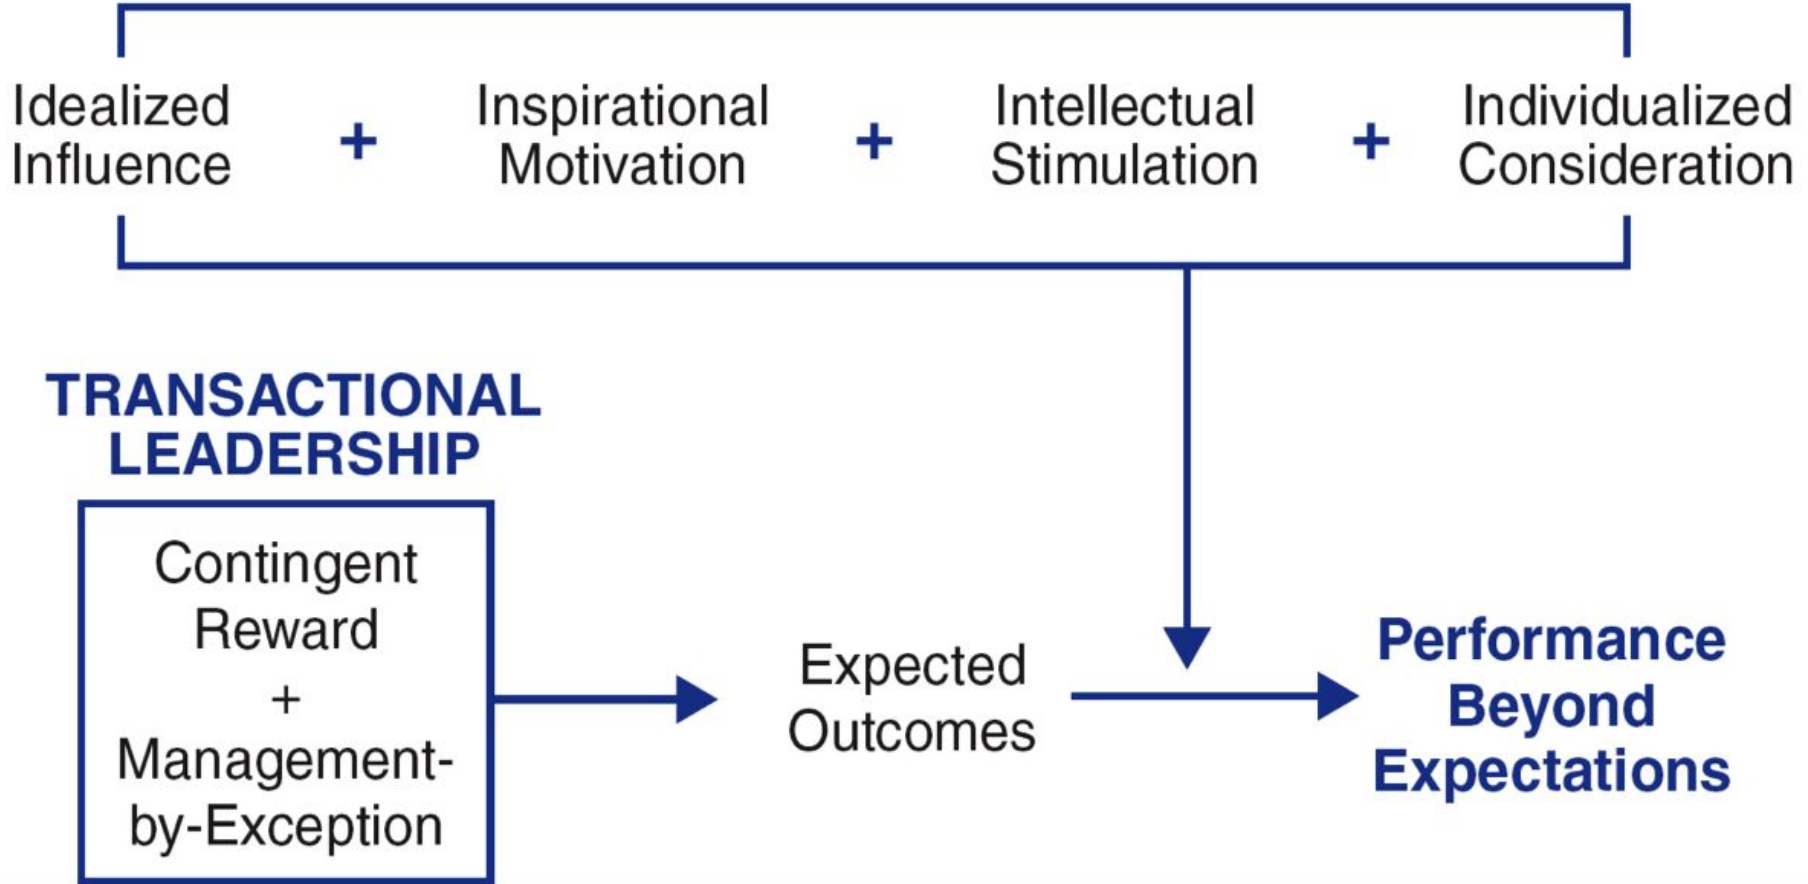 Idealized
Influence
+
Inspirational
Motivation
+
Intellectual
Stimulation
+
Individualized
Consideration
TRANSACTIONAL
LEADERSHIP
Contingent
Reward
+
Management-
by-Exception
Expected
Outcomes
Performance
Beyond
Expectations